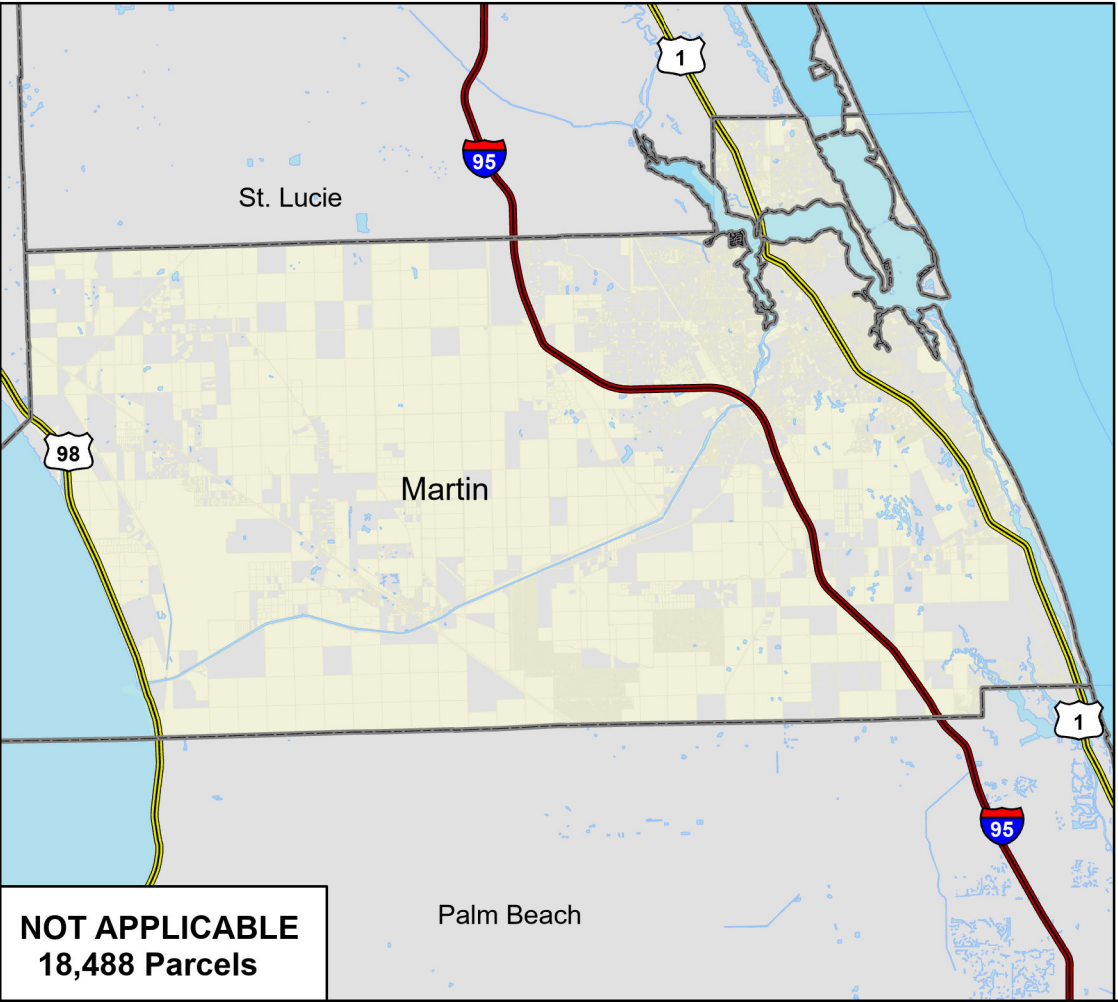 1
95
St. Lucie
98
Martin
1
95
Palm Beach
NOT APPLICABLE
18,488 Parcels